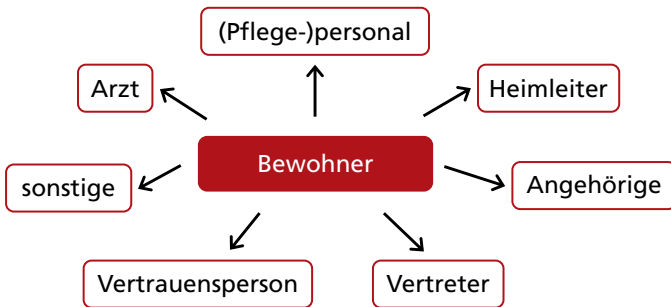 (Pflege-)personal
Arzt
Heimleiter
Bewohner
sonstige
Angehörige
Vertrauensperson
Vertreter